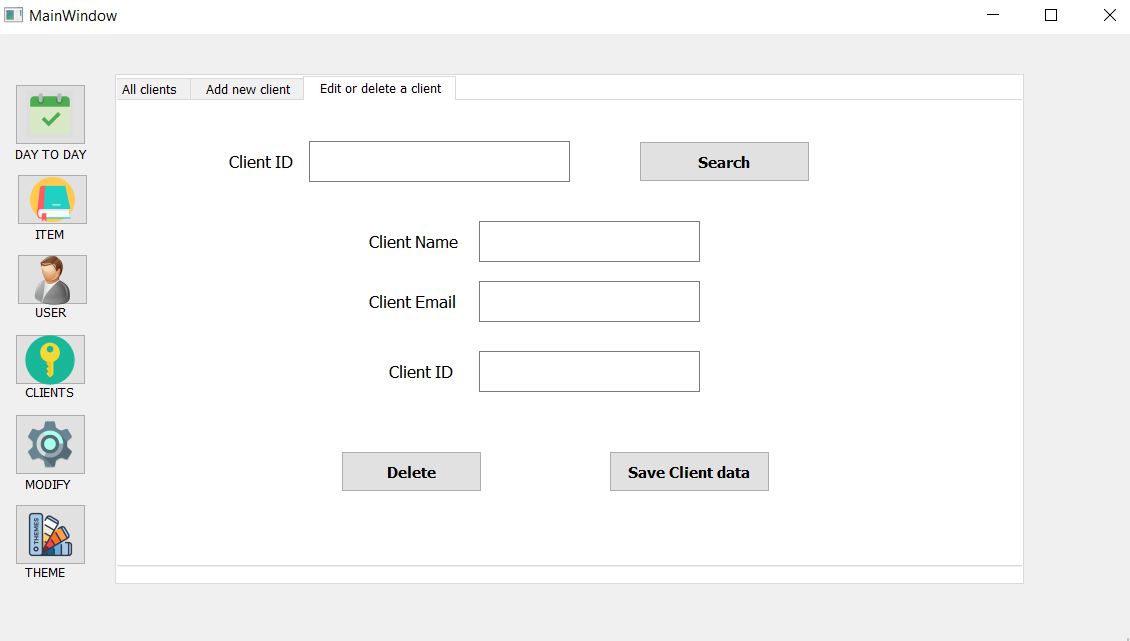 MainWindow
All clients Add new client Edit or delete a client
DAY TO DAY
ITEM
USER
CLIENTS
MODIFY
THEMES
THEME
Client ID Search
Client Name
Client Email
Client ID
Delete Save Client data